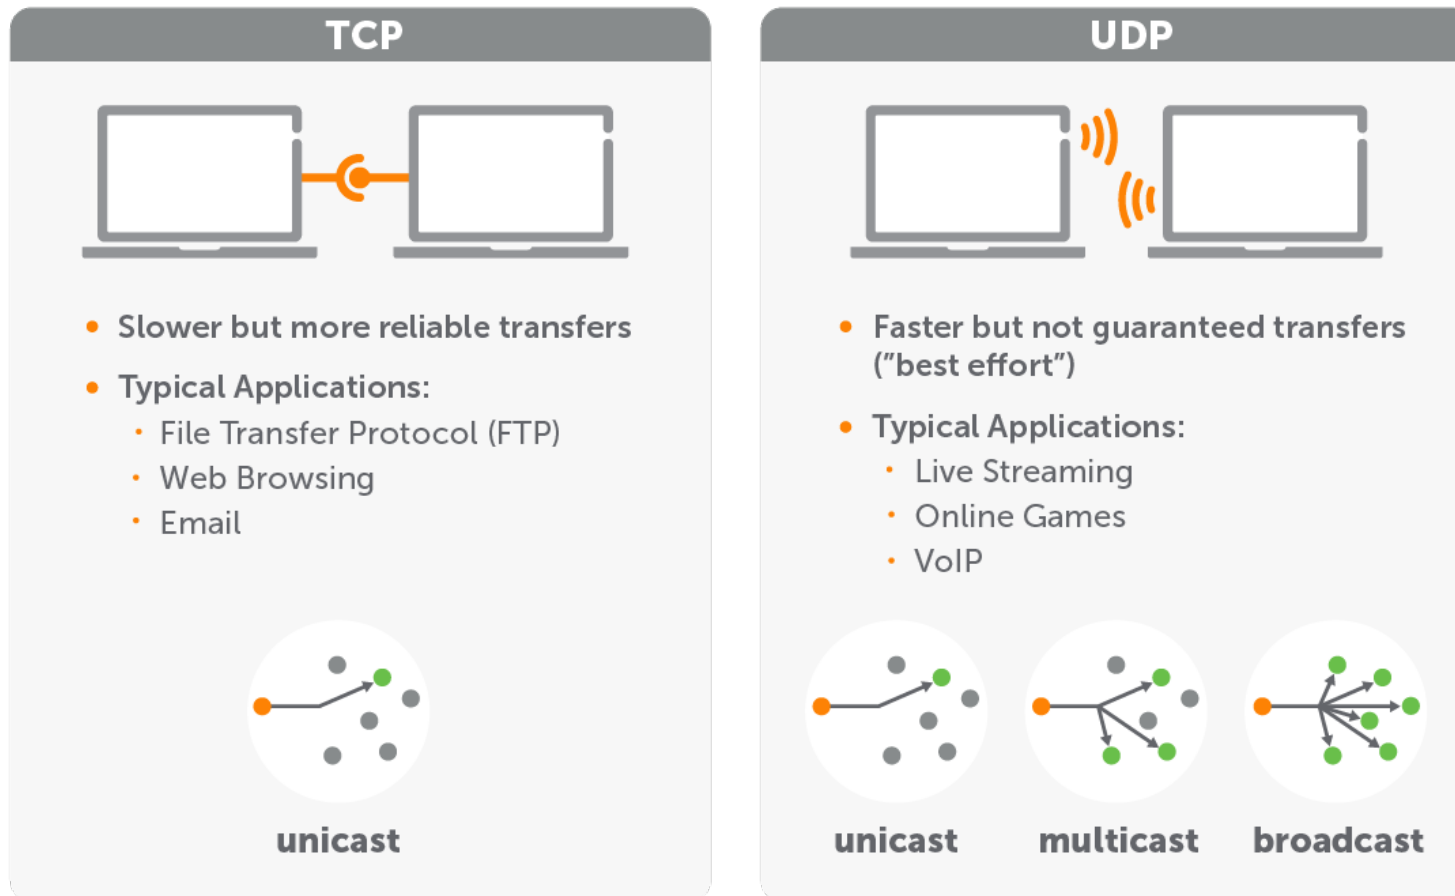 TCP
• Slower but more reliable transfers
• Typical Applications:
• File Transfer Protocol (FTP)
• Web Browsing
• Email
unicast
UDP
• Faster but not guaranteed transfers
(”best effort”)
• Typical Applications:
• Live Streaming
• Online Games
• VoIP
unicast multicast broadcast